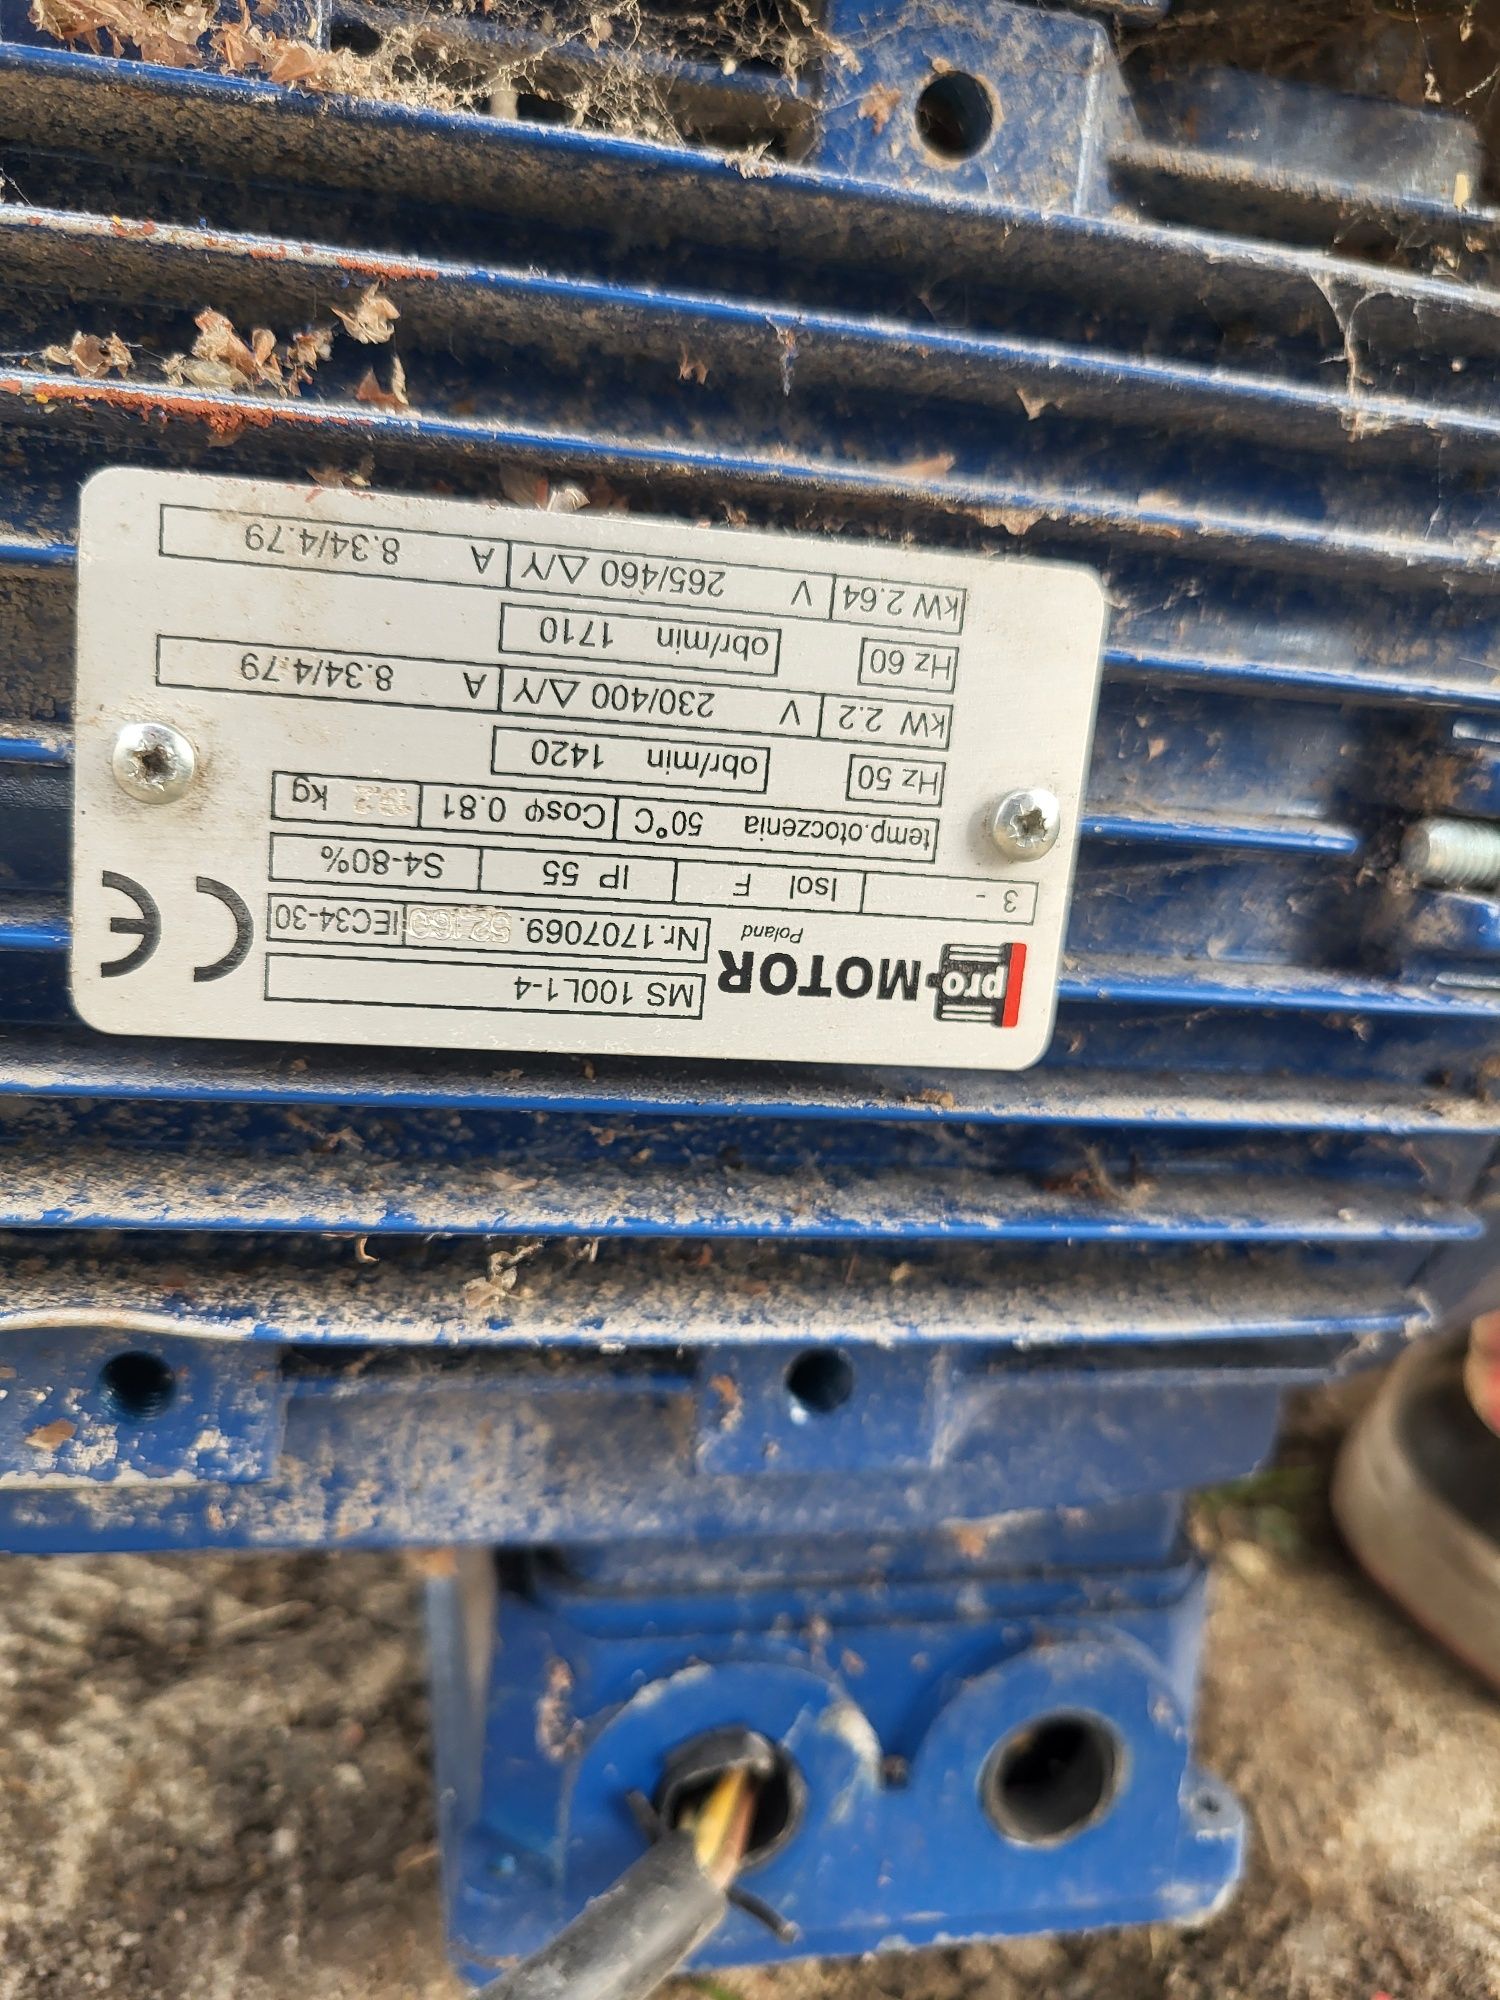 pro-MOTOR
Poland
MS 100L1-4
Nr.1707069. IEC34-30
CE
3 ~ Isol F IP 55 S4-80%
temp.otoczenia 50°C Cosφ 0.81 kg
Hz 50 obr/min 1420
kW 2.2 V 230/400 △/Y A 8.34/4.79
Hz 60 obr/min 1710
kW 2.64 V 265/460 △/Y A 8.34/4.79